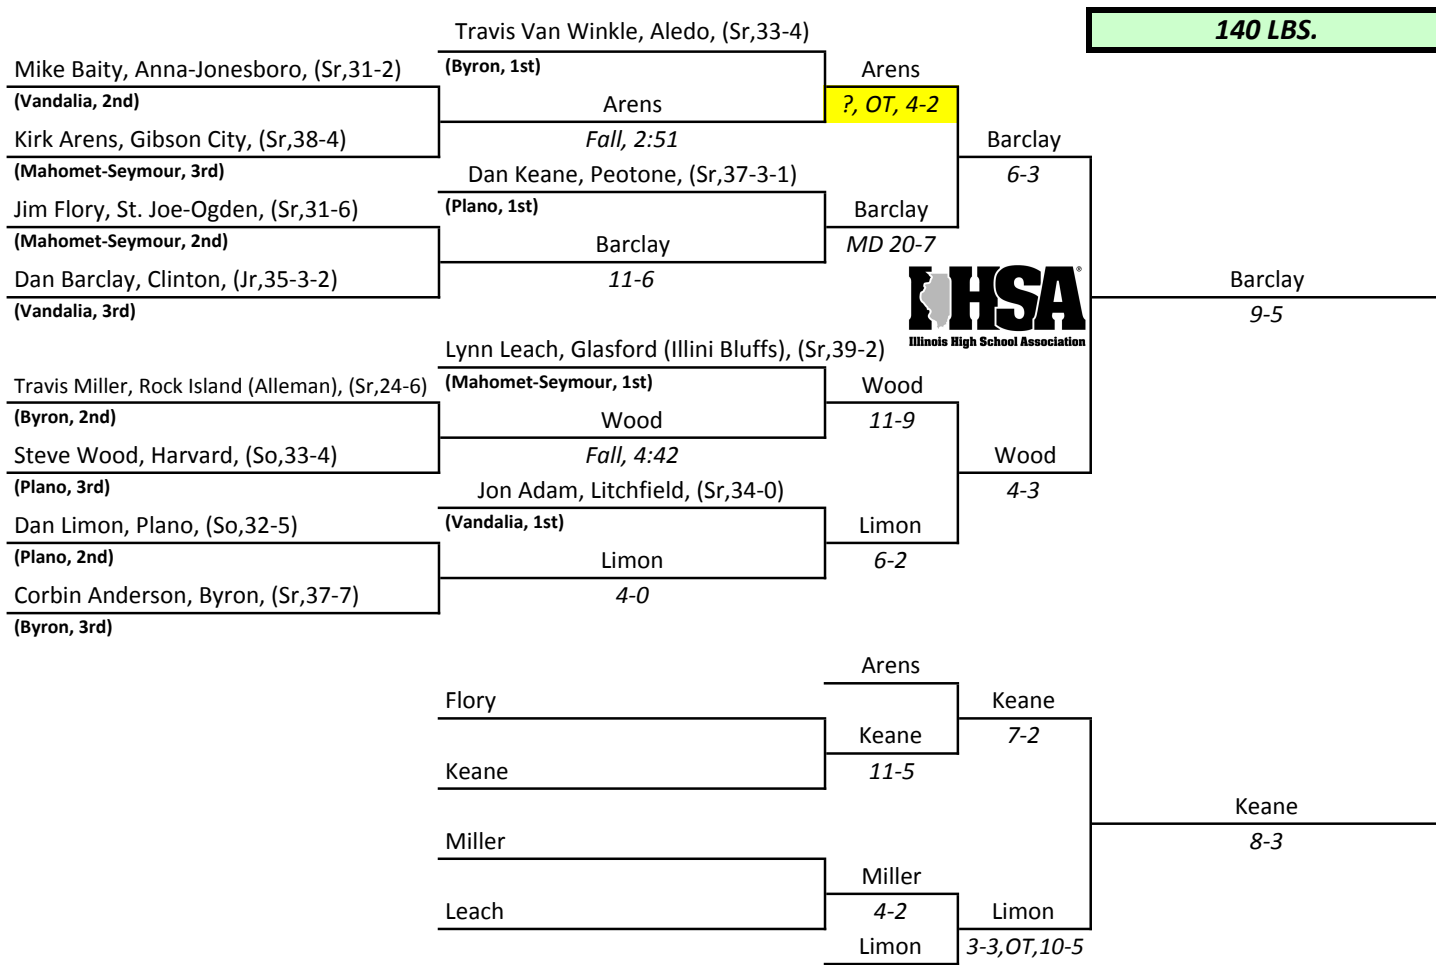 140 LBS.
Travis Van Winkle, Aledo, (Sr,33-4)
Mike Baity, Anna-Jonesboro, (Sr,31-2)
(Byron, 1st)
Arens
(Vandalia, 2nd)
Arens
?, OT, 4-2
Kirk Arens, Gibson City, (Sr,38-4)
Fall, 2:51
Barclay
(Mahomet-Seymour, 3rd)
Dan Keane, Peotone, (Sr,37-3-1)
6-3
Jim Flory, St. Joe-Ogden, (Sr,31-6)
(Plano, 1st)
Barclay
(Mahomet-Seymour, 2nd)
Barclay
MD 20-7
Dan Barclay, Clinton, (Jr,35-3-2)
11-6
Barclay
(Vandalia, 3rd)
9-5
IHSA®
Illinois High School Association
Lynn Leach, Glasford (Illini Bluffs), (Sr,39-2)
Travis Miller, Rock Island (Alleman), (Sr,24-6)
(Mahomet-Seymour, 1st)
Wood
(Byron, 2nd)
Wood
11-9
Steve Wood, Harvard, (So,33-4)
Fall, 4:42
Wood
(Plano, 3rd)
Jon Adam, Litchfield, (Sr,34-0)
4-3
Dan Limon, Plano, (So,32-5)
(Vandalia, 1st)
Limon
(Plano, 2nd)
Limon
6-2
Corbin Anderson, Byron, (Sr,37-7)
4-0
(Byron, 3rd)
Arens
Flory
Keane
Keane
7-2
Keane
11-5
Keane
8-3
Miller
Miller
Leach
4-2
Limon
Limon
3-3,OT,10-5